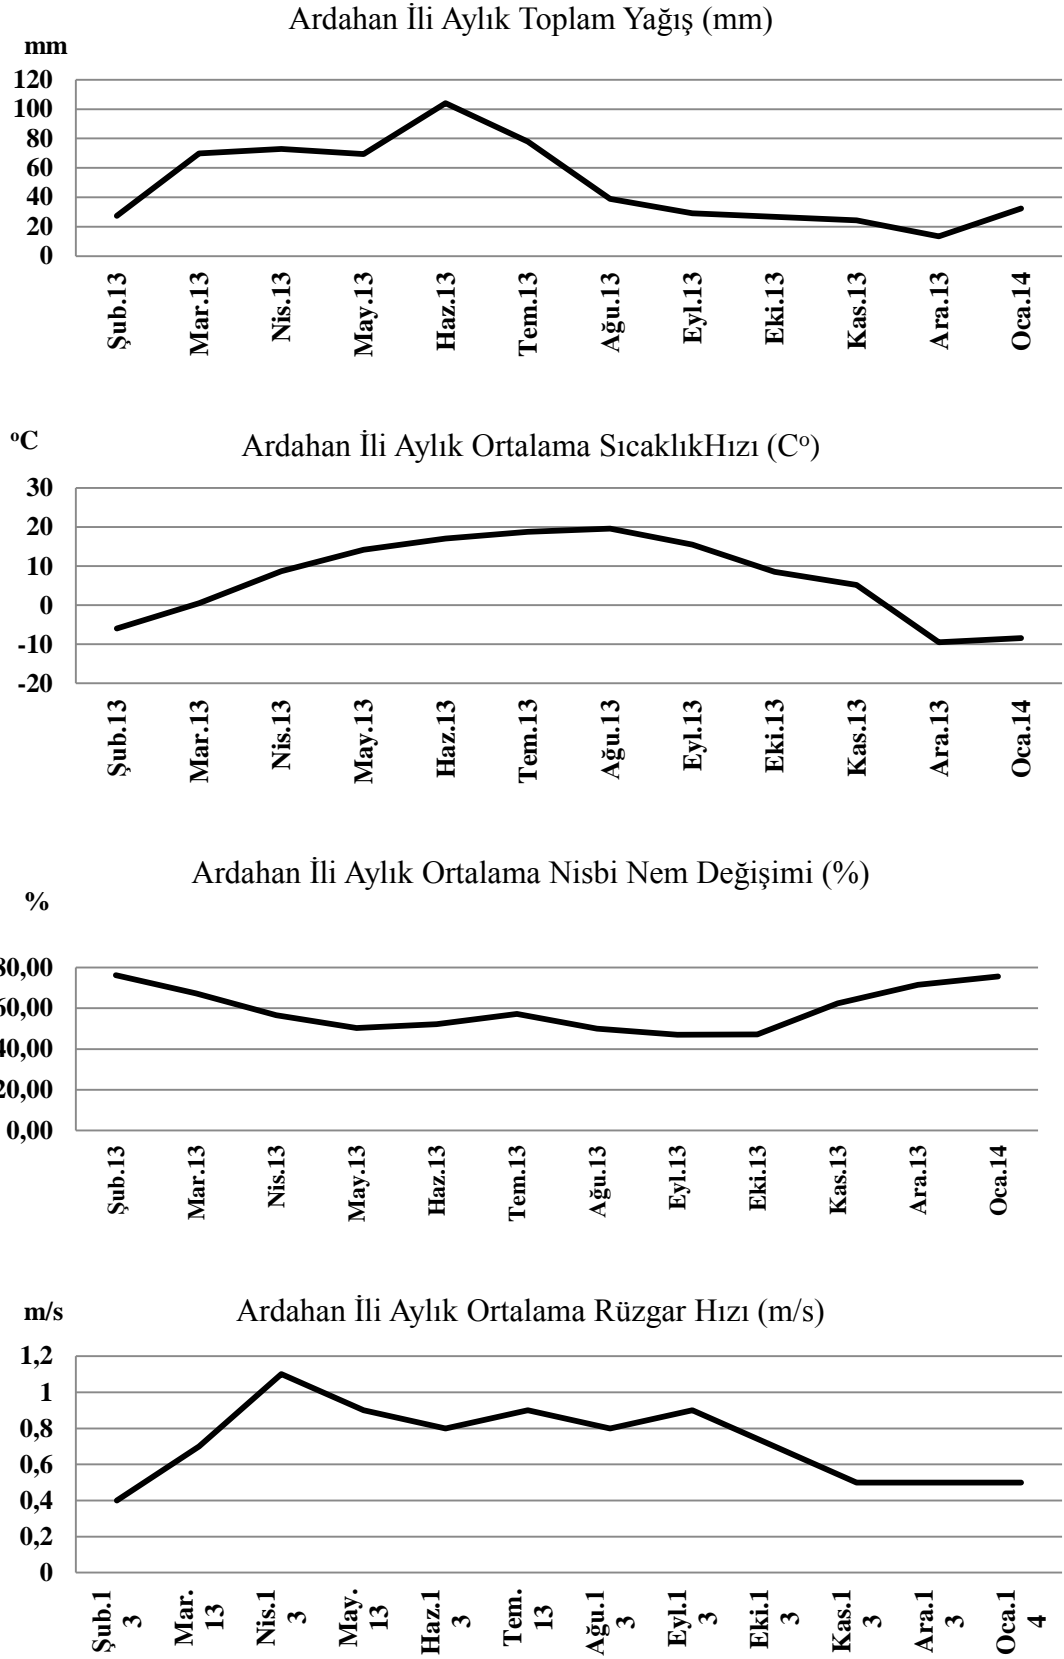 Ardahan İli Aylık Toplam Yağış (mm)
mm
120
100
80
60
40
20
0
Şub.13
Mar.13
Nis.13
May.13
Haz.13
Tem.13
Ağu.13
Eyl.13
Eki.13
Kas.13
Ara.13
Oca.14
ºC
Ardahan İli Aylık Ortalama SıcaklıkHızı (Cº)
30
20
10
0
-10
-20
Şub.13
Mar.13
Nis.13
May.13
Haz.13
Tem.13
Ağu.13
Eyl.13
Eki.13
Kas.13
Ara.13
Oca.14
Ardahan İli Aylık Ortalama Nisbi Nem Değişimi (%)
%
80,00
60,00
40,00
20,00
0,00
Şub.13
Mar.13
Nis.13
May.13
Haz.13
Tem.13
Ağu.13
Eyl.13
Eki.13
Kas.13
Ara.13
Oca.14
m/s
Ardahan İli Aylık Ortalama Rüzgar Hızı (m/s)
1,2
1
0,8
0,6
0,4
0,2
0
Şub.1
3
Mar.
13
Nis.1
3
May.
13
Haz.1
3
Tem.
13
Ağu.1
3
Eyl.1
3
Eki.1
3
Kas.1
3
Ara.1
3
Oca.1
4